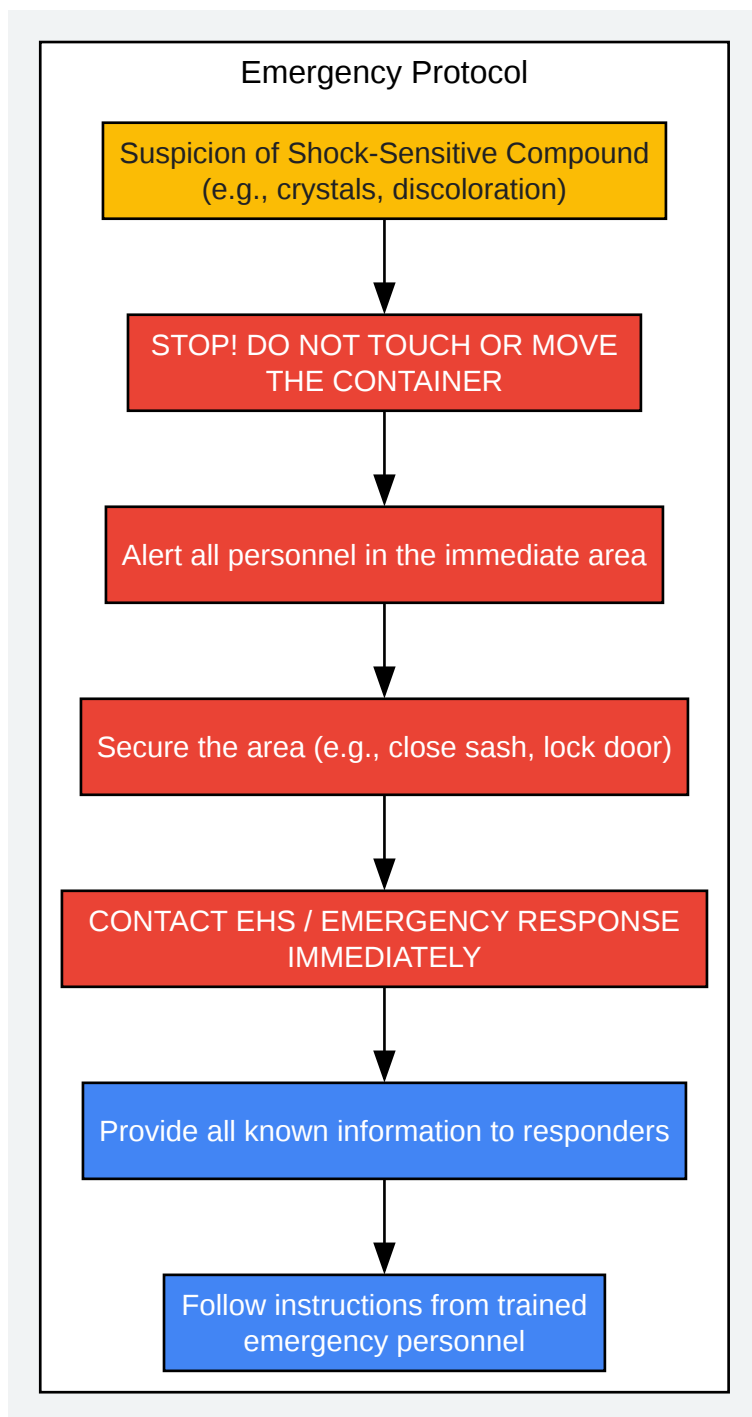 Emergency Protocol
Suspicion of Shock-Sensitive Compound
(e.g., crystals, discoloration)
STOP! DO NOT TOUCH OR MOVE
THE CONTAINER
Alert all personnel in the immediate area
Secure the area (e.g., close sash, lock door)
CONTACT EHS / EMERGENCY RESPONSE
IMMEDIATELY
Provide all known information to responders
Follow instructions from trained
emergency personnel